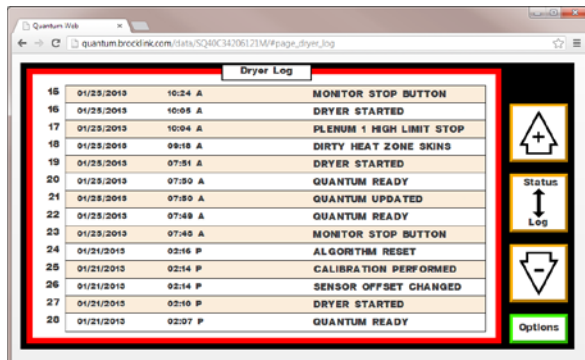 Quantum Web
quantum.brocklink.com/data/SQ40C34206121M/#page_dryer_log
Dryer Log
15 01/25/2013 10:24 A MONITOR STOP BUTTON
16 01/25/2013 10:05 A DRYER STARTED
17 01/25/2013 10:04 A PLENUM 1 HIGH LIMIT STOP
18 01/25/2013 09:18 A DIRTY HEAT ZONE SKINS
19 01/25/2013 07:51 A DRYER STARTED
20 01/25/2013 07:50 A QUANTUM READY
21 01/25/2013 07:50 A QUANTUM UPDATED
22 01/25/2013 07:49 A QUANTUM READY
23 01/25/2013 07:45 A MONITOR STOP BUTTON
24 01/21/2013 02:16 P ALGORITHM RESET
25 01/21/2013 02:14 P CALIBRATION PERFORMED
26 01/21/2013 02:14 P SENSOR OFFSET CHANGED
27 01/21/2013 02:10 P DRYER STARTED
28 01/21/2013 02:07 P QUANTUM READY
+
Status
Log
-
Options